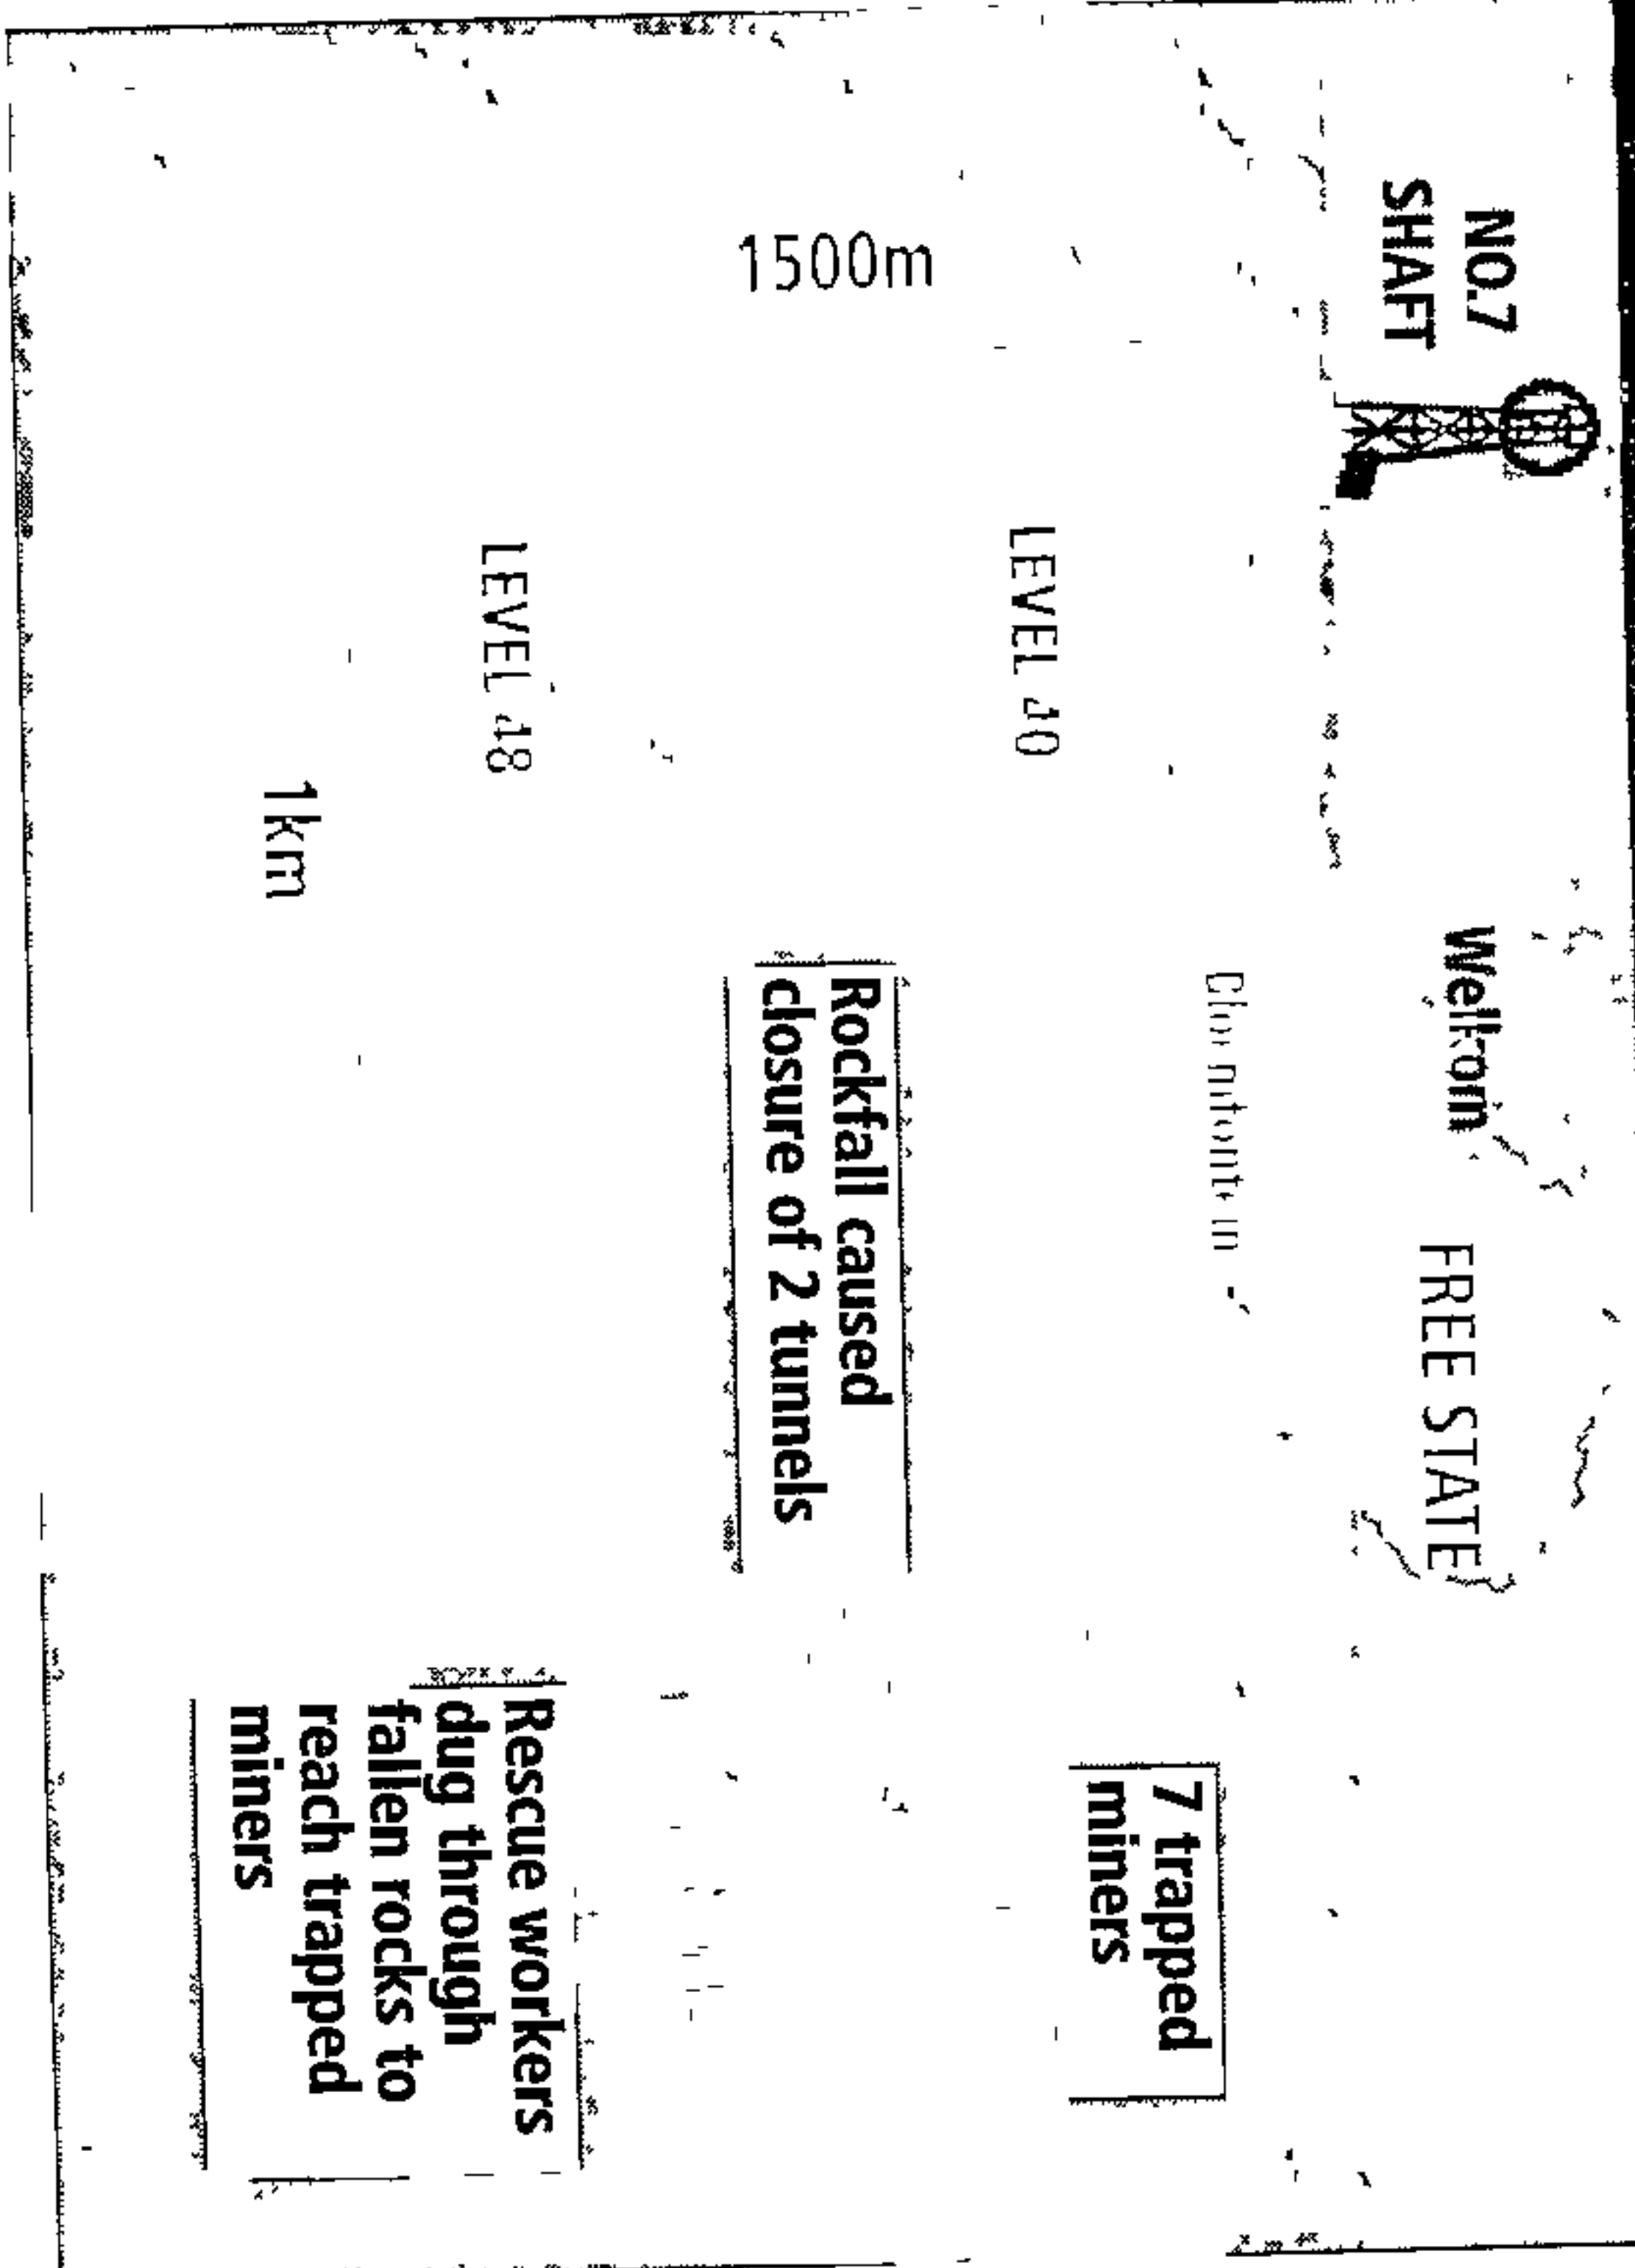 NO.7
SHAFT
Welkom
FREE STATE
7 trapped
miners
LEVEL 40
1500m
Rockfall caused
closure of 2 tunnels
LEVEL 48
Rescue workers
dug through
fallen rocks to
reach trapped
miners
1km